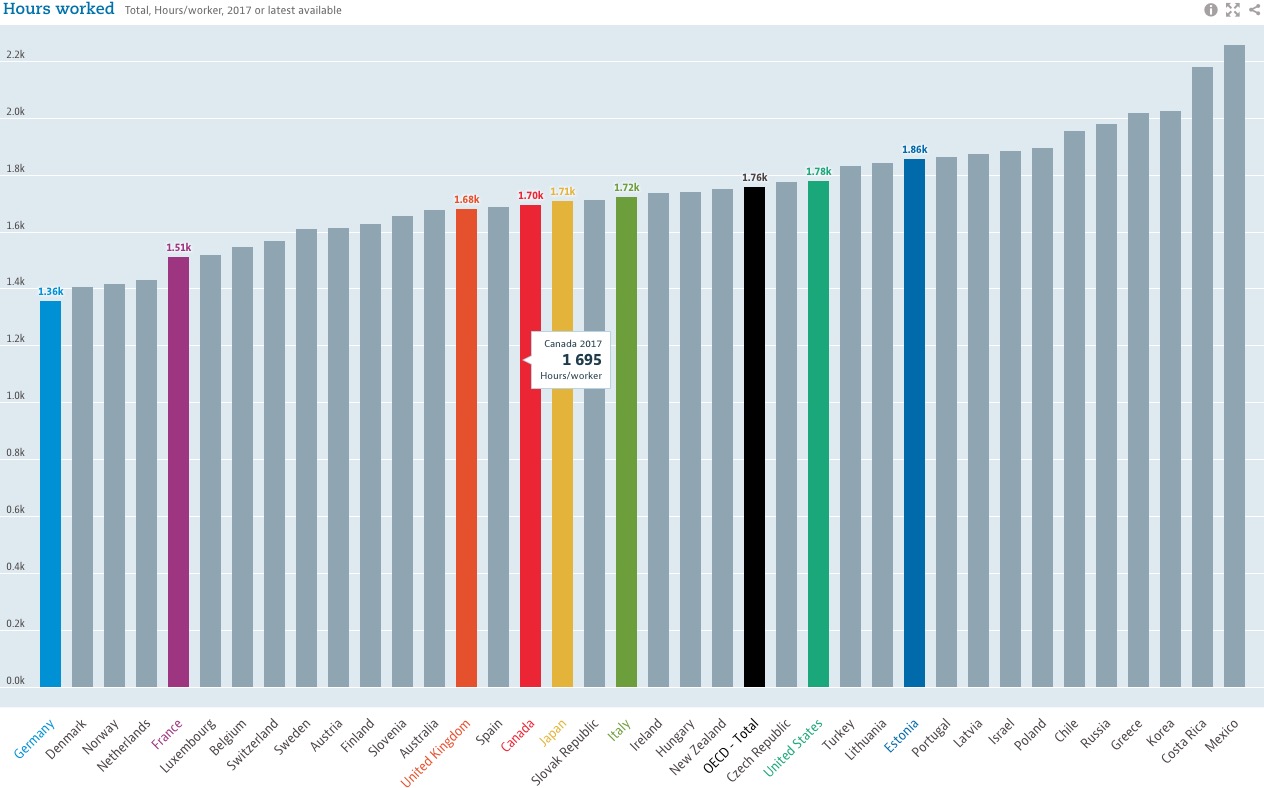 Hours worked Total, Hours/worker, 2017 or latest available
2.2k
2.0k
1.8k
1.6k
1.4k
1.2k
1.0k
0.8k
0.6k
0.4k
0.2k
0.0k
1.36k
1.51k
1.68k
1.70k
1.71k
1.72k
1.76k
1.78k
1.86k
Canada 2017
1 695
Hours/worker
Germany
Denmark
Norway
Netherlands
France
Luxembourg
Belgium
Switzerland
Sweden
Austria
Finland
Slovenia
Australia
United Kingdom
Spain
Canada
Japan
Slovak Republic
Italy
Ireland
Hungary
New Zealand
OECD - Total
Czech Republic
United States
Turkey
Lithuania
Estonia
Portugal
Latvia
Israel
Poland
Chile
Russia
Greece
Korea
Costa Rica
Mexico